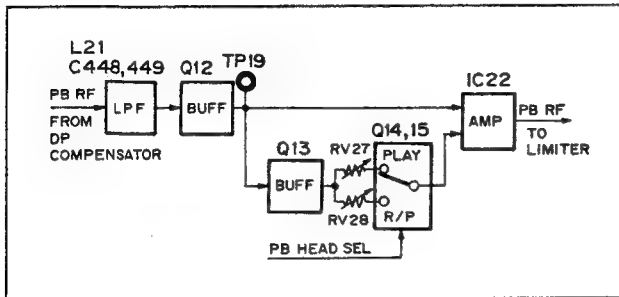 L21
C448,449
Q12
TP19
IC22
PB RF
FROM
DP
COMPENSATOR
LPF
BUFF
AMP
PB RF
TO
LIMITER
Q13
BUFF
RV27
RV28
Q14,15
PLAY
R/P
PB HEAD SEL